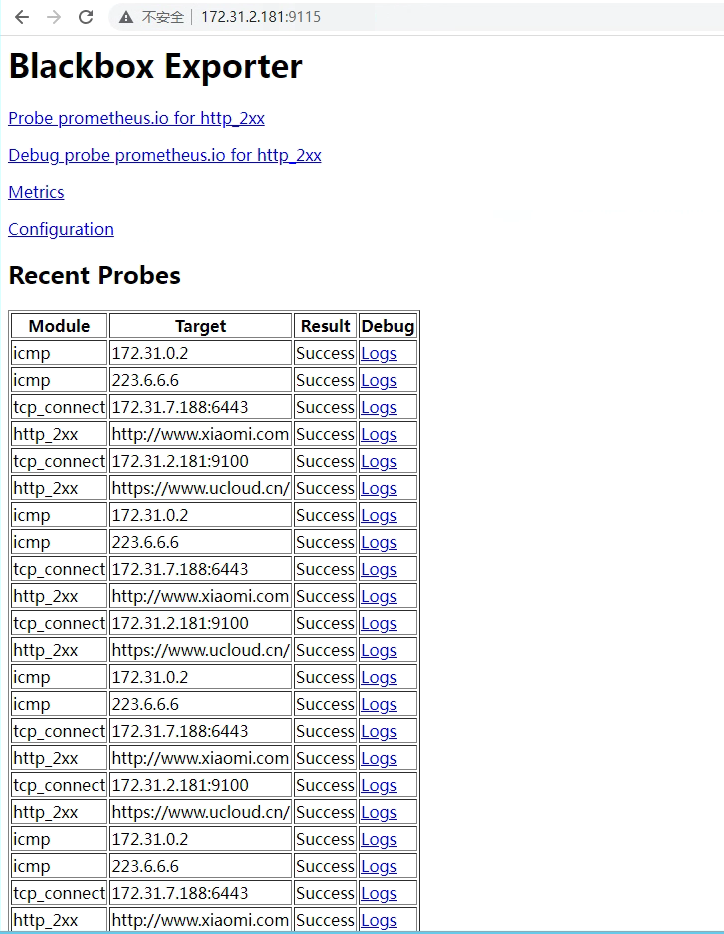 不安全 172.31.2.181:9115
Blackbox Exporter
Probe prometheus.io for http_2xx
Debug probe prometheus.io for http_2xx
Metrics
Configuration
Recent Probes
Module Target Result Debug
icmp 172.31.0.2 Success Logs
icmp 223.6.6.6 Success Logs
tcp_connect 172.31.7.188:6443 Success Logs
http_2xx http://www.xiaomi.com Success Logs
tcp_connect 172.31.2.181:9100 Success Logs
http_2xx https://www.ucloud.cn/ Success Logs
icmp 172.31.0.2 Success Logs
icmp 223.6.6.6 Success Logs
tcp_connect 172.31.7.188:6443 Success Logs
http_2xx http://www.xiaomi.com Success Logs
tcp_connect 172.31.2.181:9100 Success Logs
http_2xx https://www.ucloud.cn/ Success Logs
icmp 172.31.0.2 Success Logs
icmp 223.6.6.6 Success Logs
tcp_connect 172.31.7.188:6443 Success Logs
http_2xx http://www.xiaomi.com Success Logs
tcp_connect 172.31.2.181:9100 Success Logs
http_2xx https://www.ucloud.cn/ Success Logs
icmp 172.31.0.2 Success Logs
icmp 223.6.6.6 Success Logs
tcp_connect 172.31.7.188:6443 Success Logs
http_2xx http://www.xiaomi.com Success Logs